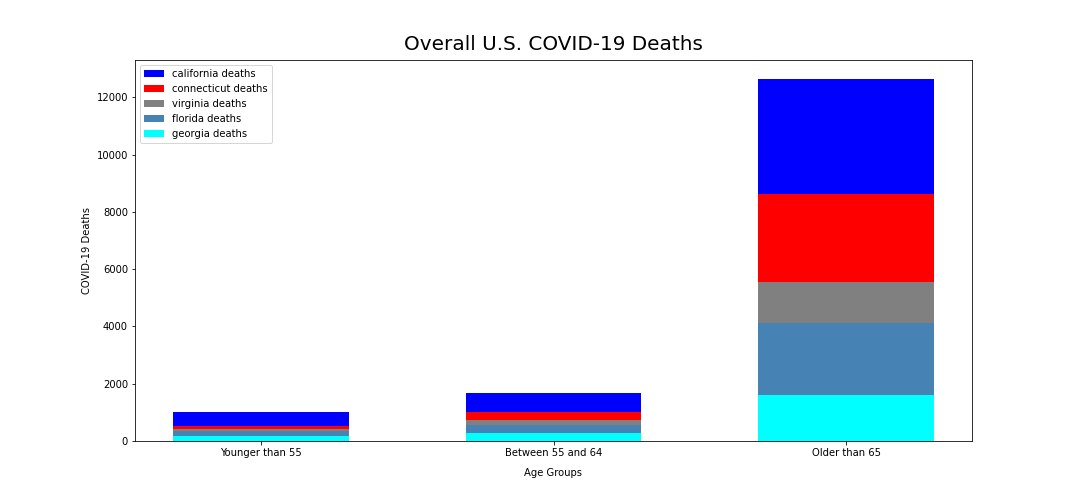 Overall U.S. COVID-19 Deaths
california deaths
connecticut deaths
virginia deaths
florida deaths
georgia deaths
12000
10000
8000
6000
4000
2000
0
COVID-19 Deaths
Younger than 55
Between 55 and 64
Older than 65
Age Groups